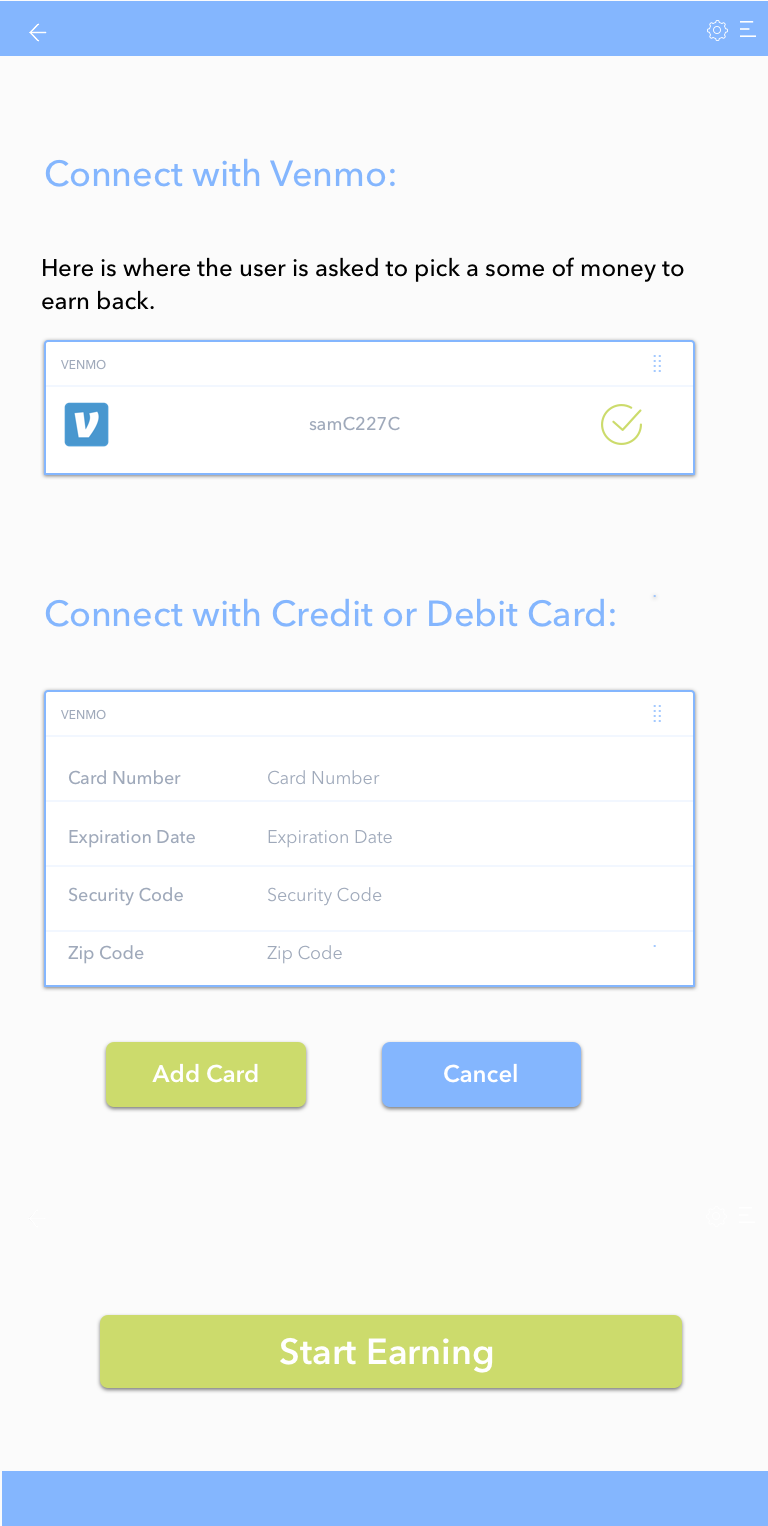 Connect with Venmo:
Here is where the user is asked to pick a some of money to
earn back.
VENMO
samC227C
Connect with Credit or Debit Card:
VENMO
Card Number Card Number
Expiration Date Expiration Date
Security Code Security Code
Zip Code Zip Code
Add Card Cancel
Start Earning